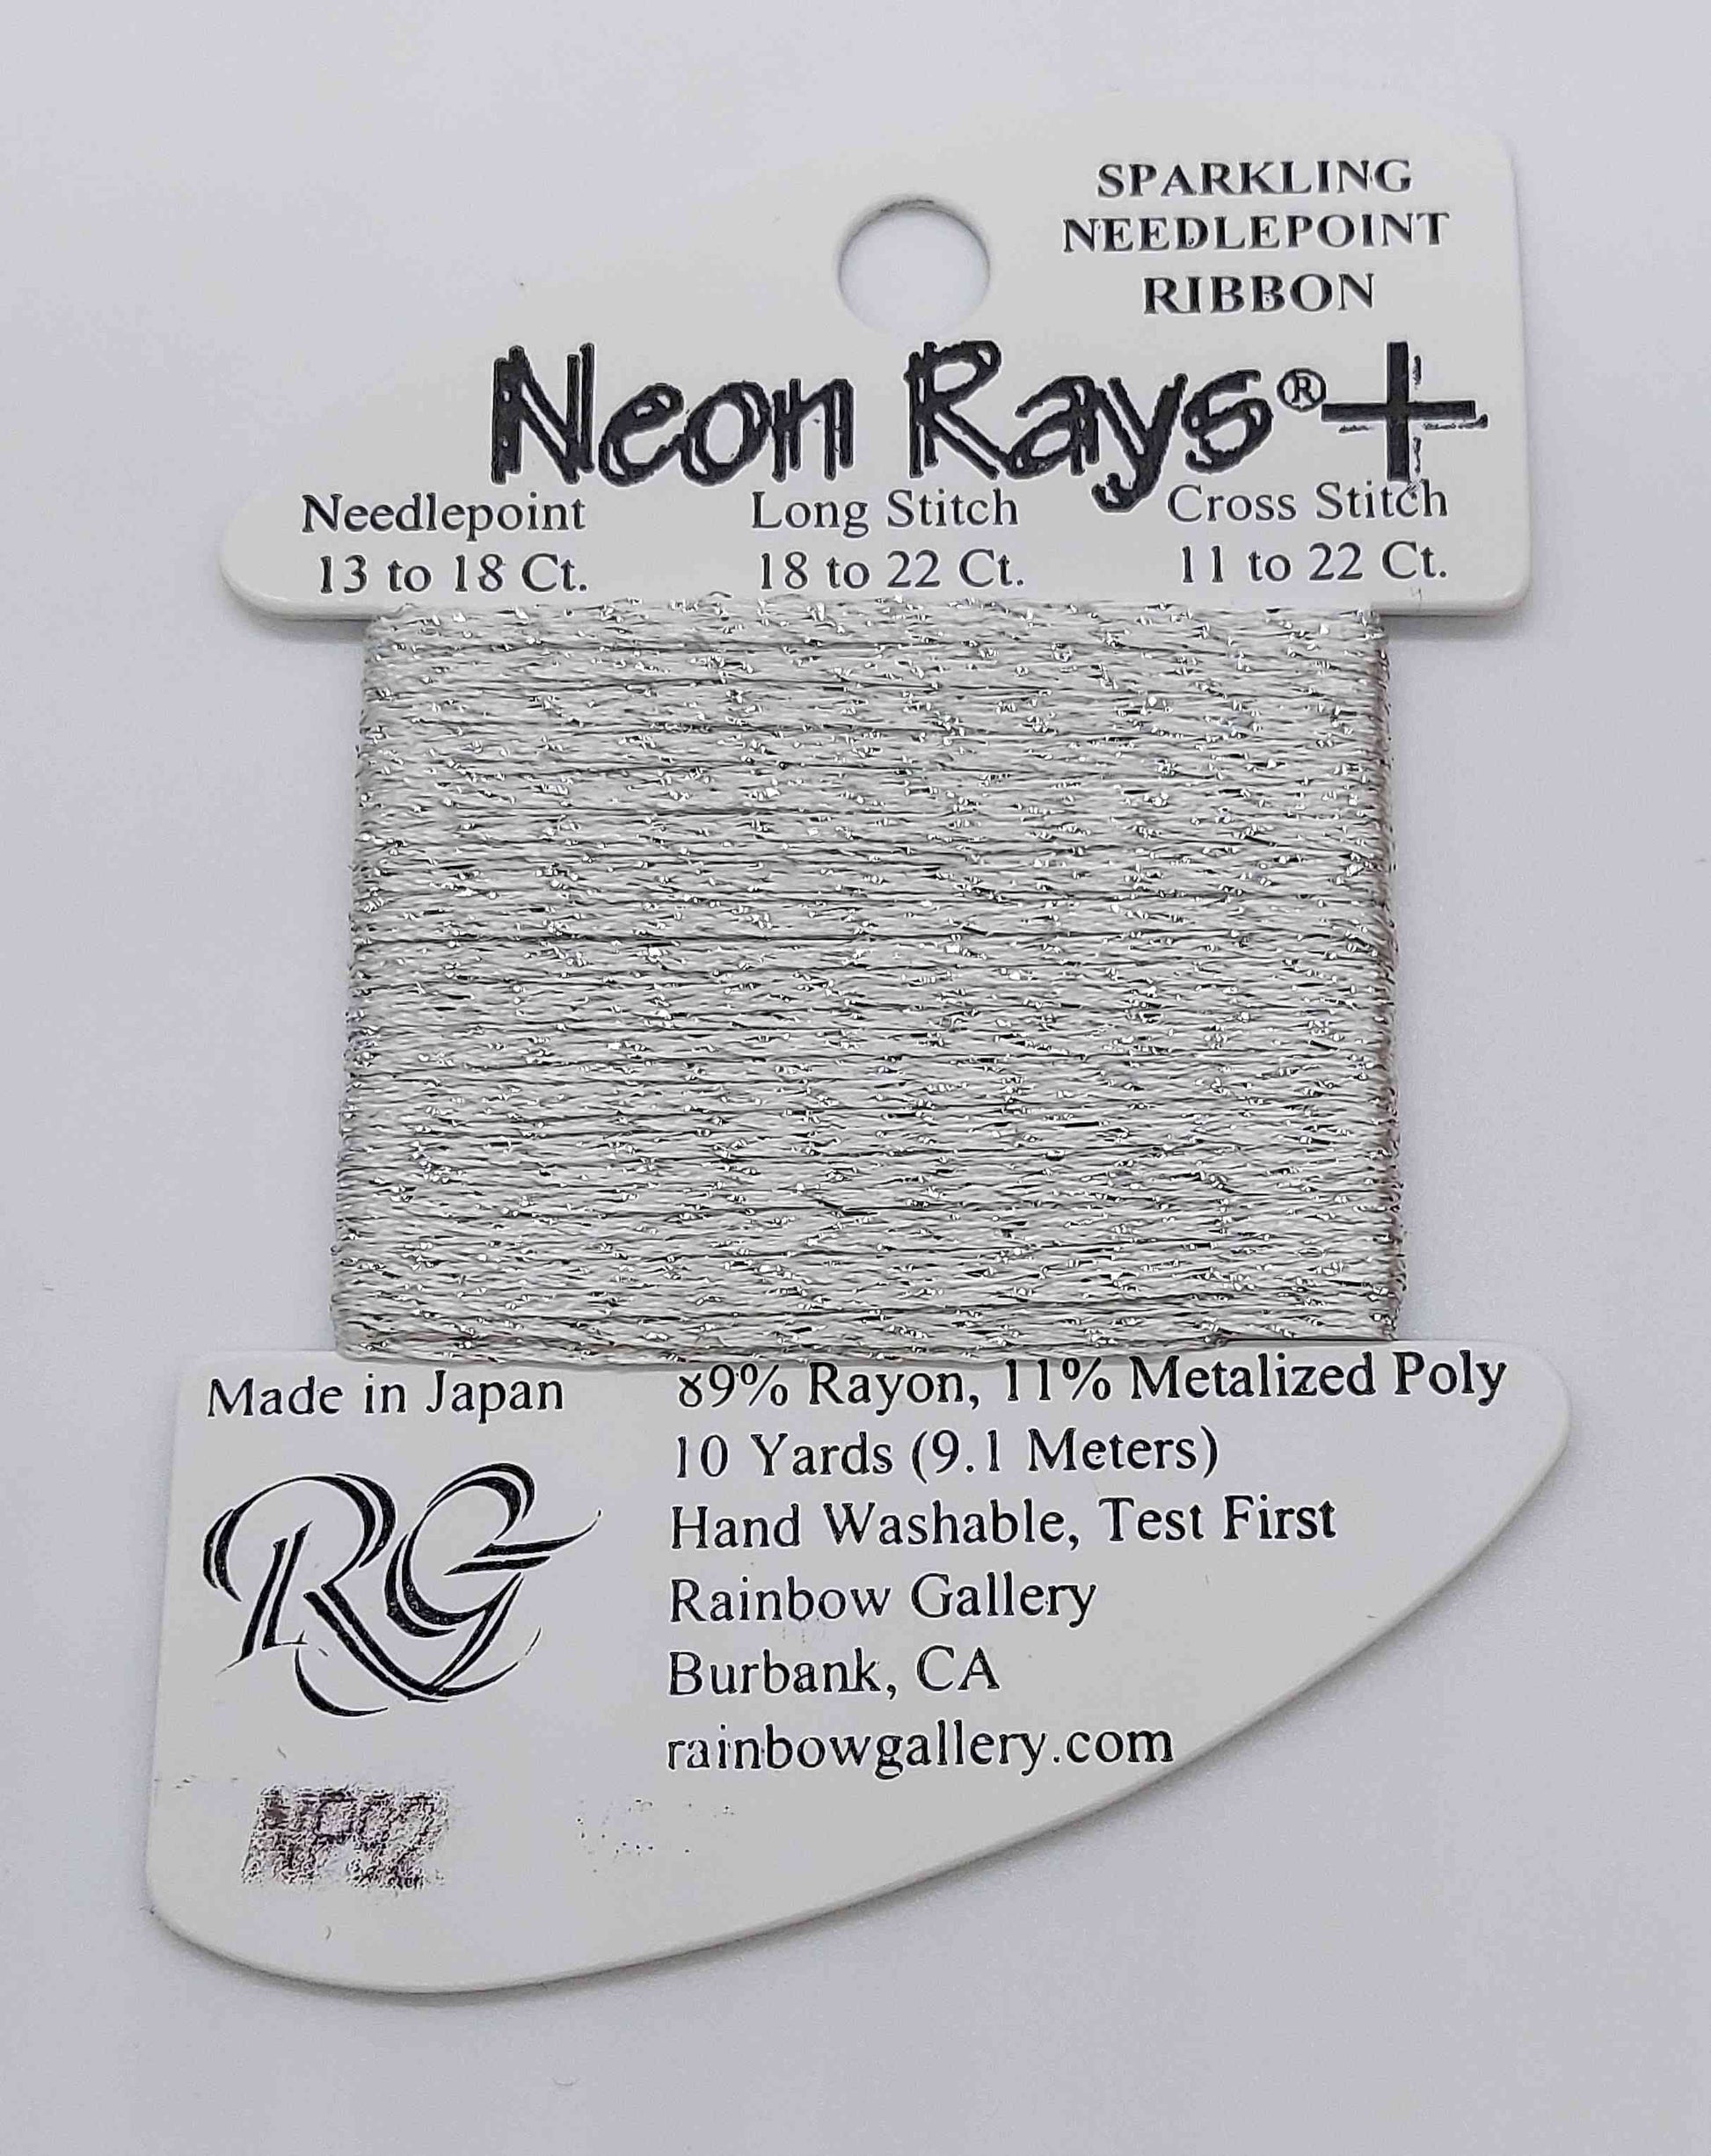 SPARKLING
NEEDLEPOINT
RIBBON
Neon Rays®+
Needlepoint Long Stitch Cross Stitch
13 to 18 Ct. 18 to 22 Ct. 11 to 22 Ct.
Made in Japan
89% Rayon, 11% Metalized Poly
10 Yards (9.1 Meters)
Hand Washable, Test First
Rainbow Gallery
Burbank, CA
rainbowgallery.com
RG